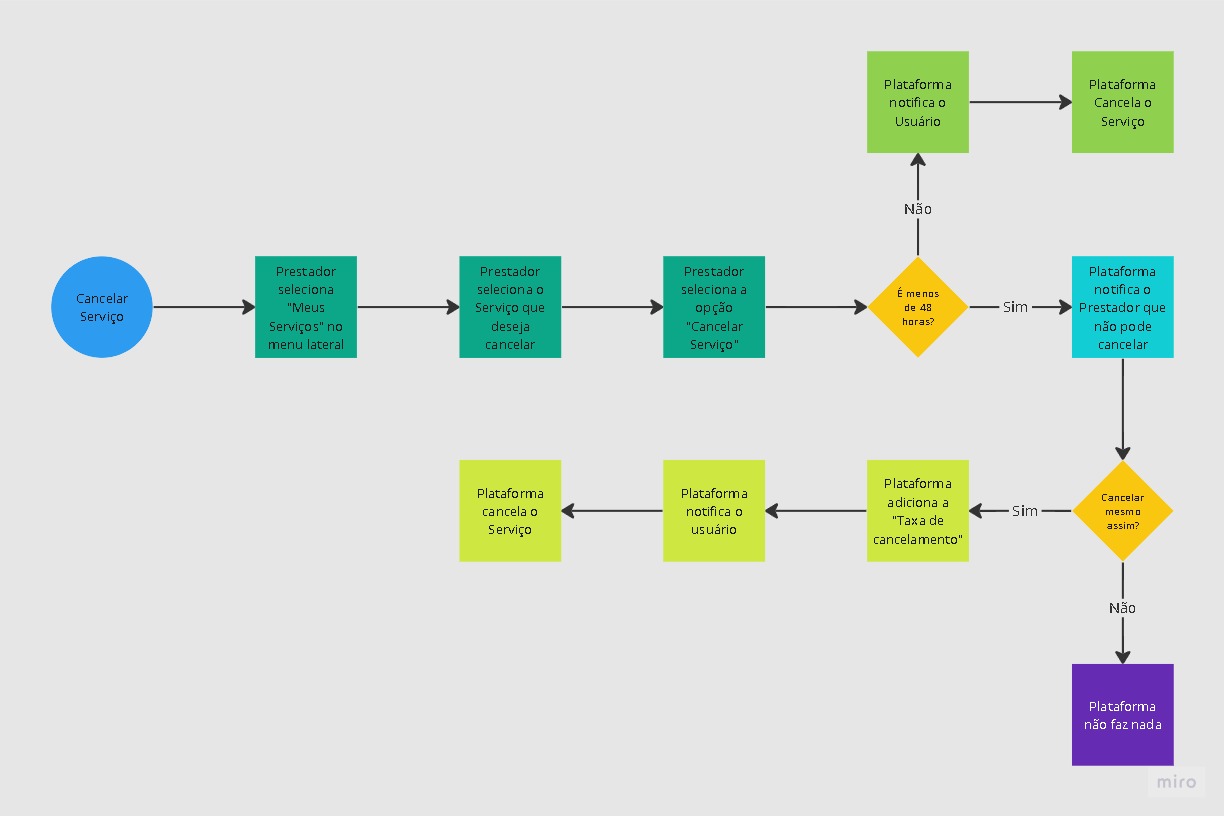 Plataforma
notifica o
Usuário
Plataforma
Cancela o
Serviço
Não
Cancelar
Serviço
Prestador
seleciona
"Meus
Serviços" no
menu lateral
Prestador
seleciona o
Serviço que
deseja
cancelar
Prestador
seleciona a
opção
"Cancelar
Serviço"
É menos
de 48
horas?
Sim
Plataforma
notifica o
Prestador que
não pode
cancelar
Cancelar
mesmo
assim?
Sim
Plataforma
adiciona a
"Taxa de
cancelamento"
Plataforma
notifica o
usuário
Plataforma
cancela o
Serviço
Não
Plataforma
não faz nada
miro